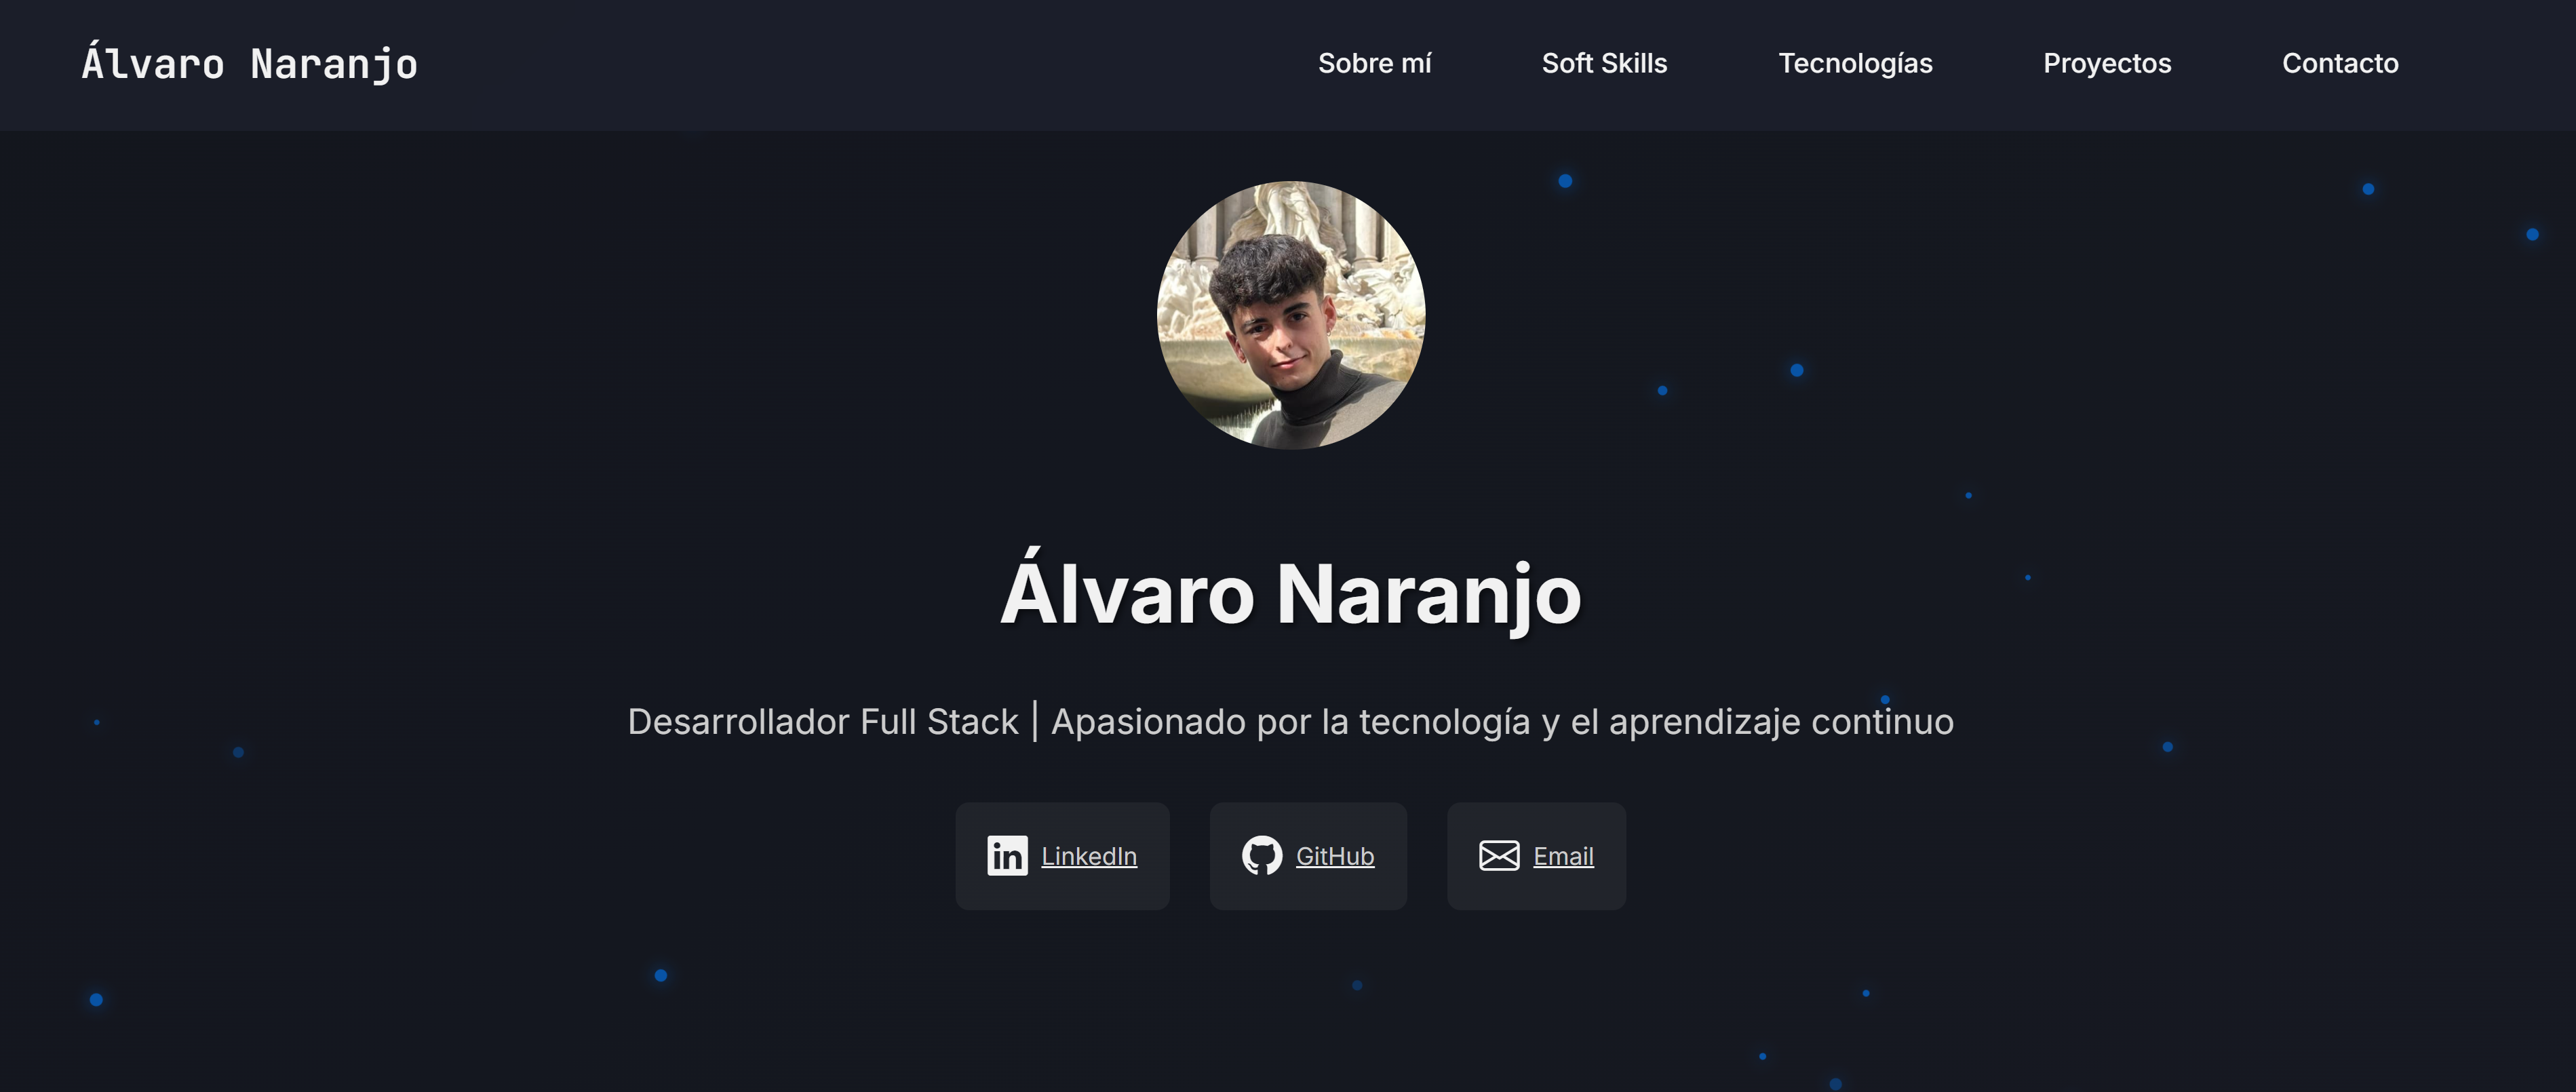 Álvaro Naranjo
Sobre mí Soft Skills Tecnologías Proyectos Contacto
Álvaro Naranjo
Desarrollador Full Stack | Apasionado por la tecnología y el aprendizaje continuo
in LinkedIn GitHub Email